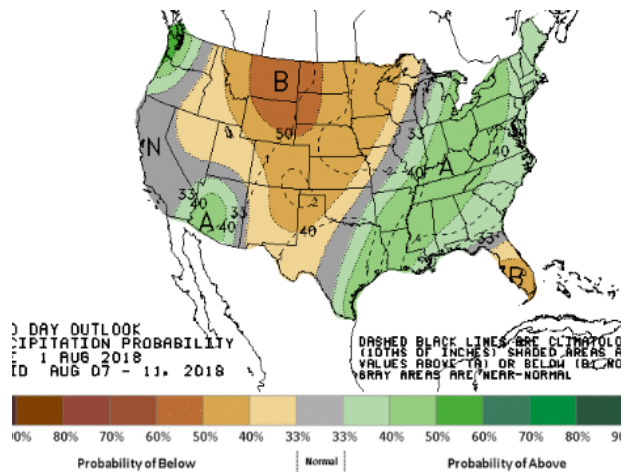 B
50
N
33
40
A
33
40
40
33
40
A
40
33
B
O DAY OUTLOOK
CIPITATION PROBABILITY
E 1 AUG 2018
ID AUG 07 - 11, 2018
DASHED BLACK LINES ARE CLIMATOLO
(10THS OF INCHES) SHADED AREAS A
VALUES ABOVE (A) OR BELOW (B) NO
GRAY AREAS ARE NEAR-NORMAL
90% 80% 70% 60% 50% 40% 33% 33% 40% 50% 60% 70% 80% 90
Probability of Below Normal Probability of Above